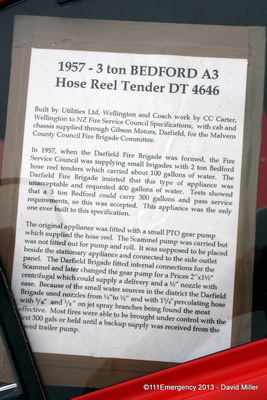 1957 - 3 ton BEDFORD A3
Hose Reel Tender DT 4646
Built by Utilities Ltd, Wellington and Coach work by CC Carter,
Wellington to NZ Fire Service Council Specifications, with cab and
chassis supplied through Gibson Motors, Darfield, for the Malvern
County Council Fire Brigade Committee.
In 1957, when the Darfield Fire Brigade was formed, the Fire
Service Council was supplying small brigades with 2 ton Bedford
hose reel tenders which carried about 100 gallons of water. The
Darfield Fire Brigade insisted that this type of appliance was
unacceptable and requested 400 gallons of water. Tests showed
that a 3 ton Bedford could carry 300 gallons and pass service
requirements, so this was accepted. This appliance was the only
one ever built to this specification.
The original appliance was fitted with a small PTO gear pump
which supplied the hose reel. The Scammel pump was carried but
was not fitted out for pump and roll. It was supposed to be placed
beside the stationary appliance and connected to the side outlet
panel. The Darfield Brigade fitted internal connections for the
Scammel and later changed the gear pump for a Prices 2"x1½"
centrifugal which could supply a delivery and a ½" nozzle with
ease. Because of the small water sources in the district the Darfield
Brigade used nozzles from ¼" to ½" and with 1¾" percolating hose
with on jet spray branches being found the most
effective. Most fires were able to be brought under control with the
first 300 gals or held until a backup supply was received from the
towed trailer pump.
©111Emergency 2013 - David Miller